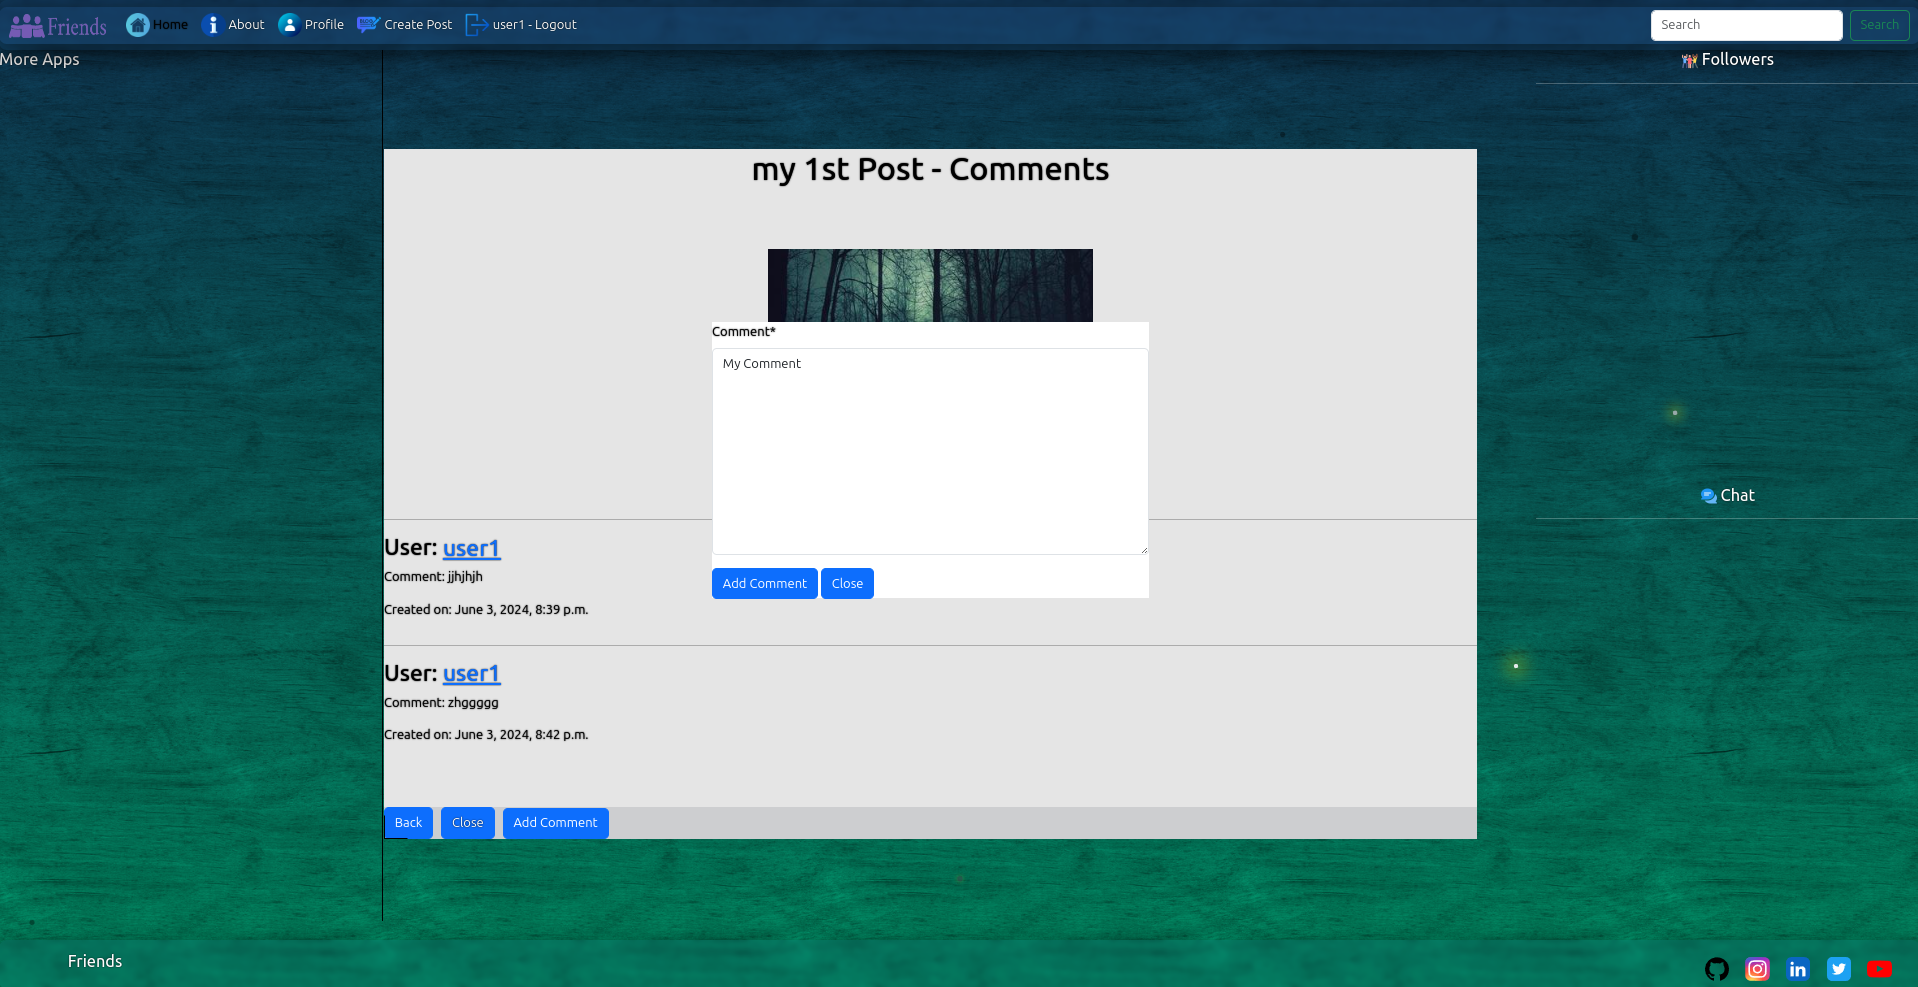 Friends Home About Profile Create Post user1 - Logout Search Search
More Apps
Followers
my 1st Post - Comments
Comment*
My Comment
Chat
User: user1
Comment: jjhjhjh
Add Comment Close
Created on: June 3, 2024, 8:39 p.m.
User: user1
Comment: zhggggg
Created on: June 3, 2024, 8:42 p.m.
Back Close Add Comment
Friends